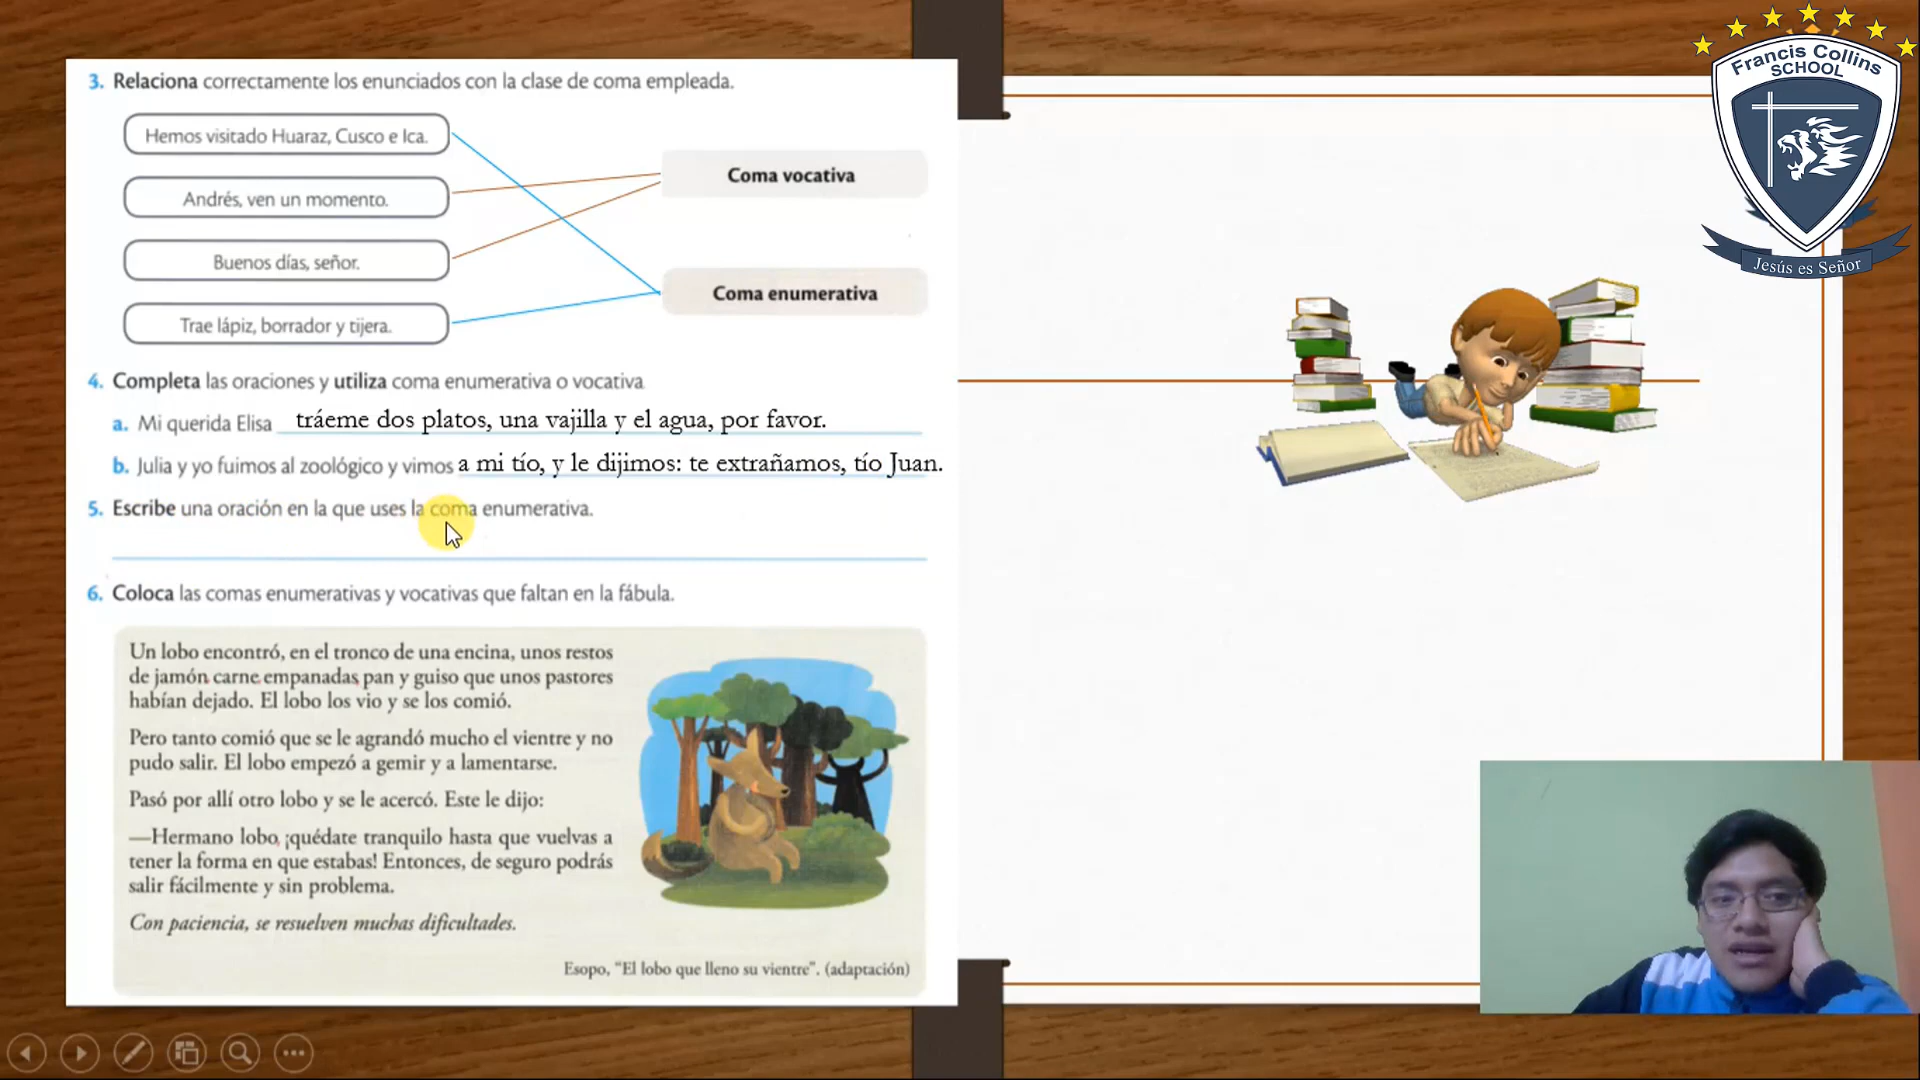 3. Relaciona correctamente los enunciados con la clase de coma empleada.
Hemos visitado Huaraz, Cusco e Ica.
Andrés, ven un momento.
Buenos días, señor.
Trae lápiz, borrador y tijera.
Coma vocativa
Coma enumerativa
4. Completa las oraciones y utiliza coma enumerativa o vocativa
a. Mi querida Elisa tráeme dos platos, una vajilla y el agua, por favor.
b. Julia y yo fuimos al zoológico y vimos a mi tío, y le dijimos: te extrañamos, tío Juan.
5. Escribe una oración en la que uses la coma enumerativa.
6. Coloca las comas enumerativas y vocativas que faltan en la fábula.
Un lobo encontró, en el tronco de una encina, unos restos
de jamón, carne, empanadas, pan y guiso que unos pastores
habían dejado. El lobo los vio y se los comió.
Pero tanto comió que se le agrandó mucho el vientre y no
pudo salir. El lobo empezó a gemir y a lamentarse.
Pasó por allí otro lobo y se le acercó. Este le dijo:
—Hermano lobo, ¡quédate tranquilo hasta que vuelvas a
tener la forma en que estabas! Entonces, de seguro podrás
salir fácilmente y sin problema.
Con paciencia, se resuelven muchas dificultades.
Esopo, “El lobo que lleno su vientre”. (adaptación)
Francis Collins
SCHOOL
Jesús es Señor